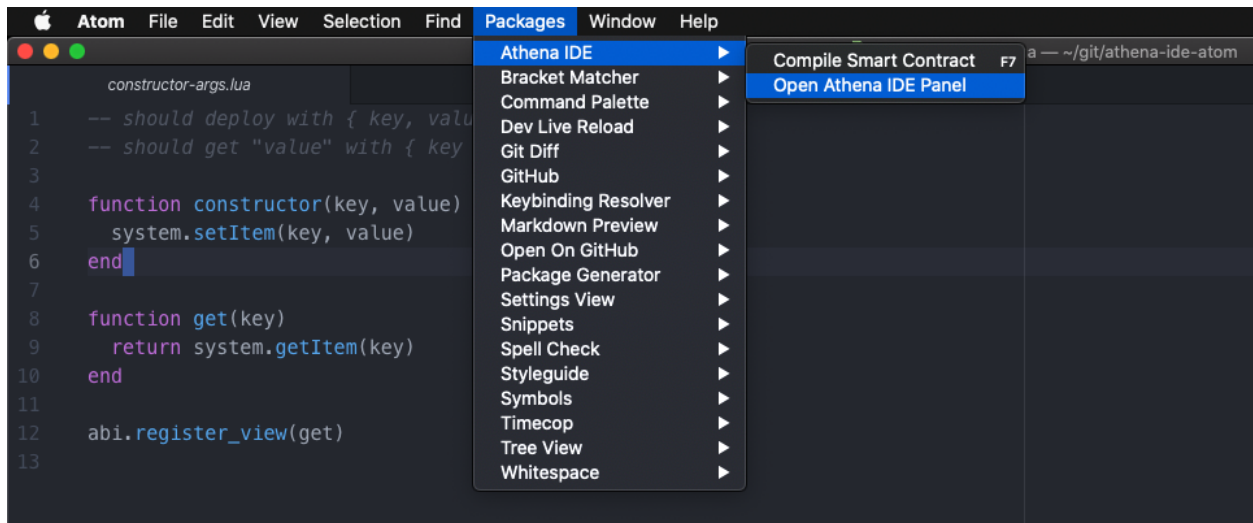 Atom File Edit View Selection Find Packages Window Help
a — ~/git/athena-ide-atom
constructor-args.lua
1 -- should deploy with { key, valu
2 -- should get "value" with { key
3
4 function constructor(key, value)
5 system.setItem(key, value)
6 end
7
8 function get(key)
9 return system.getItem(key)
10 end
11
12 abi.register_view(get)
13
Athena IDE
Bracket Matcher
Command Palette
Dev Live Reload
Git Diff
GitHub
Keybinding Resolver
Markdown Preview
Open On GitHub
Package Generator
Settings View
Snippets
Spell Check
Styleguide
Symbols
Timecop
Tree View
Whitespace
Compile Smart Contract F7
Open Athena IDE Panel